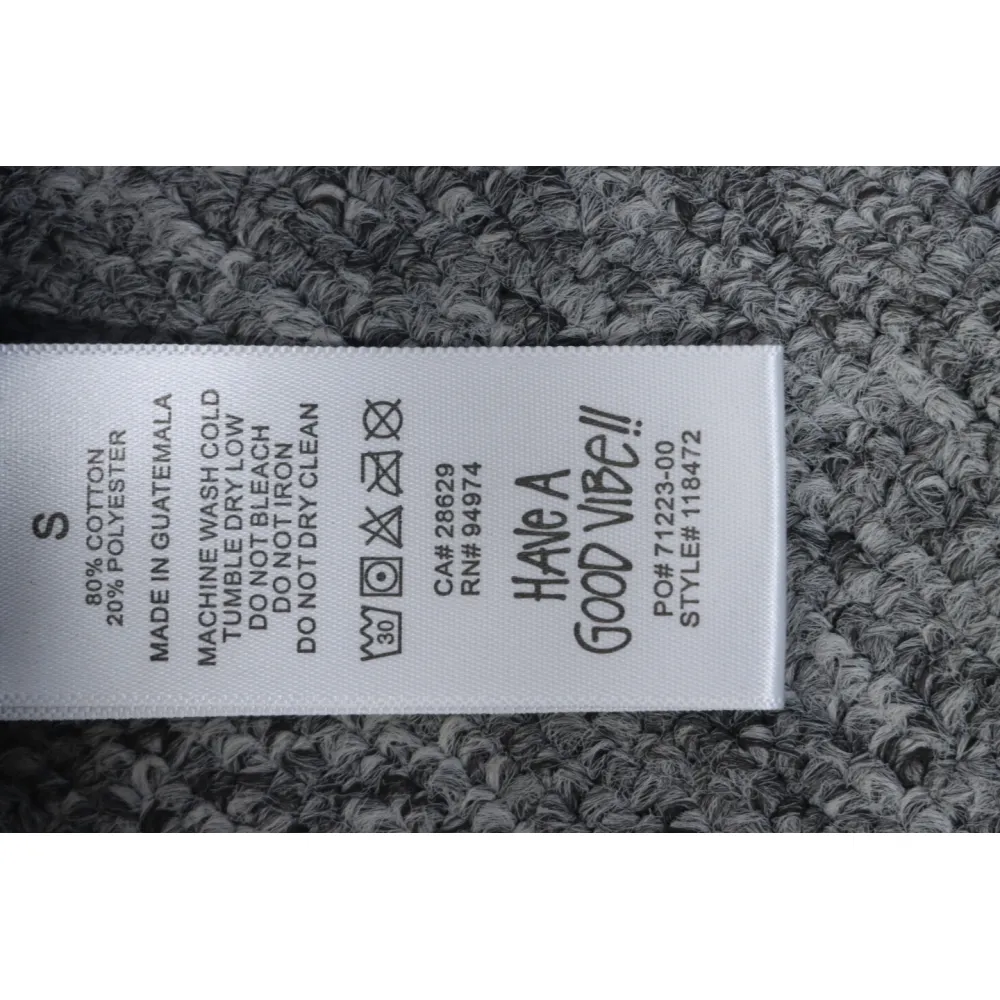 S
80% COTTON
20% POLYESTER
MADE IN GUATEMALA
MACHINE WASH COLD
TUMBLE DRY LOW
DO NOT BLEACH
DO NOT IRON
DO NOT DRY CLEAN
30
CA# 28629
RN# 94974
HAVE A
GOOD VIBE!!
PO# 71223-00
STYLE# 118472